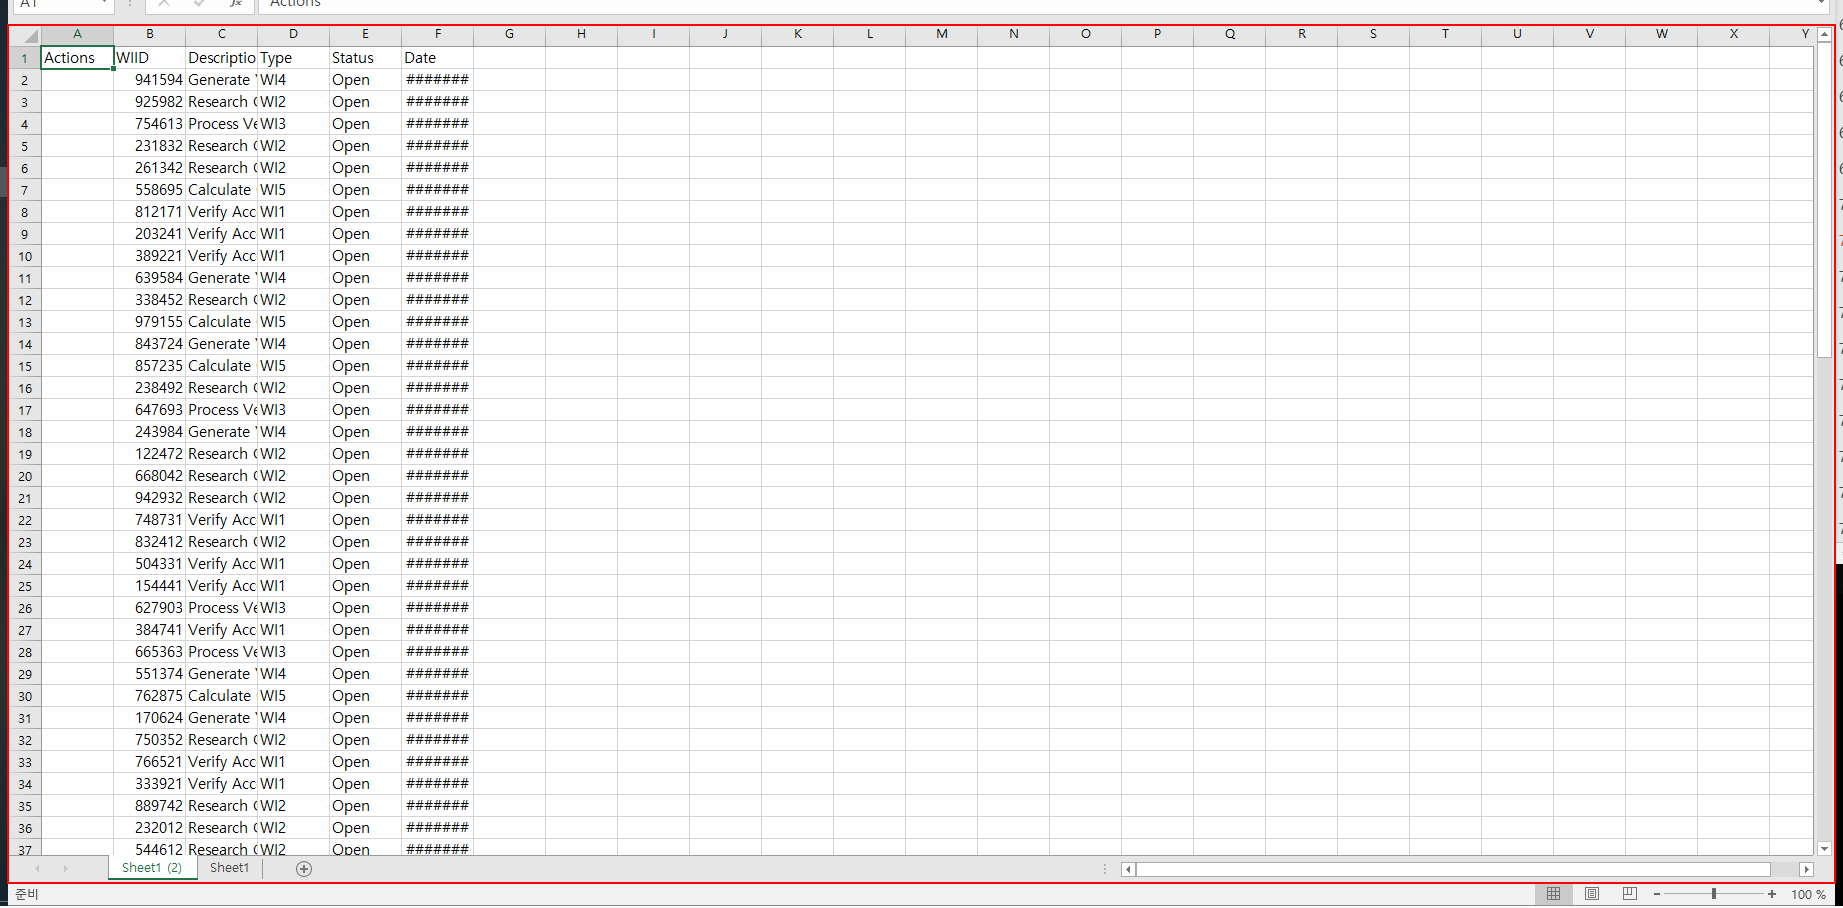 A1 fx Actions
A B C D E F G H I J K L M N O P Q R S T U V W X Y
1 Actions WIID Descriptio Type Status Date
2 941594 Generate WI4 Open #######
3 925982 Research WI2 Open #######
4 754613 Process Ve WI3 Open #######
5 231832 Research WI2 Open #######
6 261342 Research WI2 Open #######
7 558695 Calculate WI5 Open #######
8 812171 Verify Acc WI1 Open #######
9 203241 Verify Acc WI1 Open #######
10 389221 Verify Acc WI1 Open #######
11 639584 Generate WI4 Open #######
12 338452 Research WI2 Open #######
13 979155 Calculate WI5 Open #######
14 843724 Generate WI4 Open #######
15 857235 Calculate WI5 Open #######
16 238492 Research WI2 Open #######
17 647693 Process Ve WI3 Open #######
18 243984 Generate WI4 Open #######
19 122472 Research WI2 Open #######
20 668042 Research WI2 Open #######
21 942932 Research WI2 Open #######
22 748731 Verify Acc WI1 Open #######
23 832412 Research WI2 Open #######
24 504331 Verify Acc WI1 Open #######
25 154441 Verify Acc WI1 Open #######
26 627903 Process Ve WI3 Open #######
27 384741 Verify Acc WI1 Open #######
28 665363 Process Ve WI3 Open #######
29 551374 Generate WI4 Open #######
30 762875 Calculate WI5 Open #######
31 170624 Generate WI4 Open #######
32 750352 Research WI2 Open #######
33 766521 Verify Acc WI1 Open #######
34 333921 Verify Acc WI1 Open #######
35 889742 Research WI2 Open #######
36 232012 Research WI2 Open #######
37 544612 Research WI2 Open #######
Sheet1 (2) Sheet1
준비 100 %